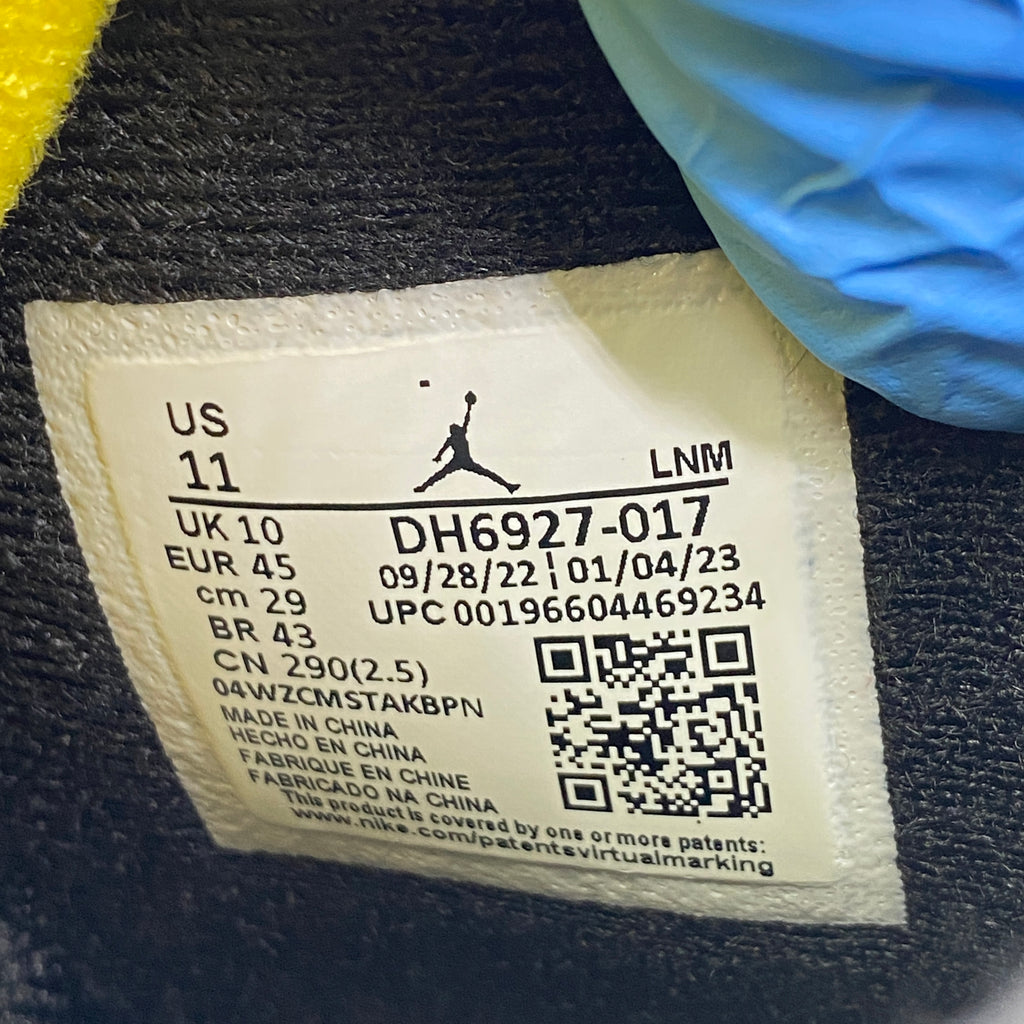 US
11
LNM
UK 10
DH6927-017
EUR 45
09/28/22 ¦ 01/04/23
cm 29
UPC 00196604469234
BR 43
CN 290(2.5)
04WZCMSTAKBPN
MADE IN CHINA
HECHO EN CHINA
FABRIQUE EN CHINE
FABRICADO NA CHINA
This product is covered by one or more patents:
www.nike.com/patentsvirtualmarking